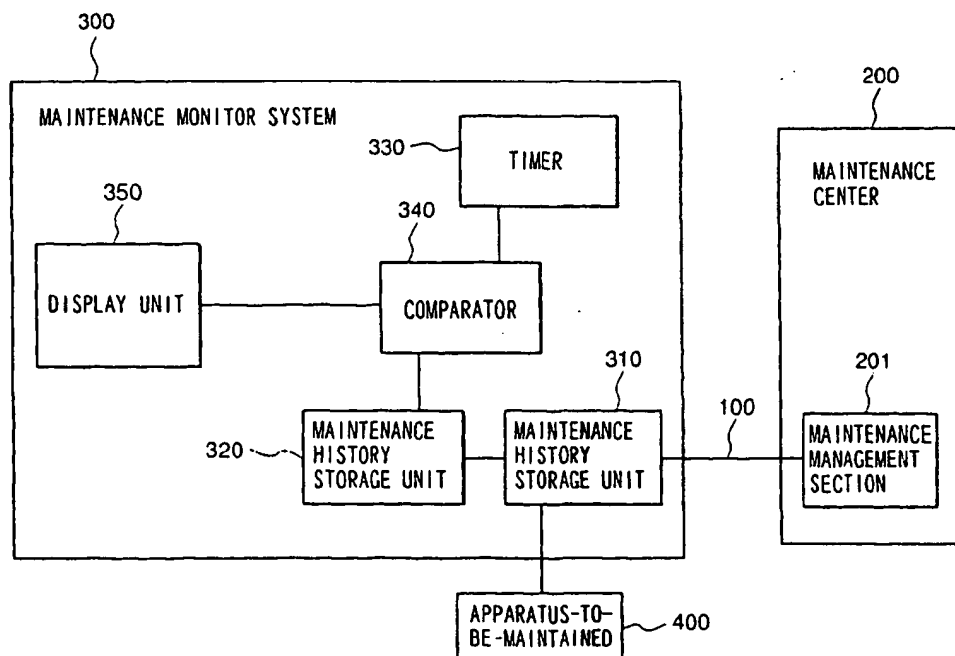 300
MAINTENANCE MONITOR SYSTEM
330
TIMER
200
MAINTENANCE
CENTER
350
DISPLAY UNIT
340
COMPARATOR
310
320
MAINTENANCE
HISTORY
STORAGE UNIT
MAINTENANCE
HISTORY
STORAGE UNIT
100
201
MAINTENANCE
MANAGEMENT
SECTION
APPARATUS-TO-
BE-MAINTAINED
400